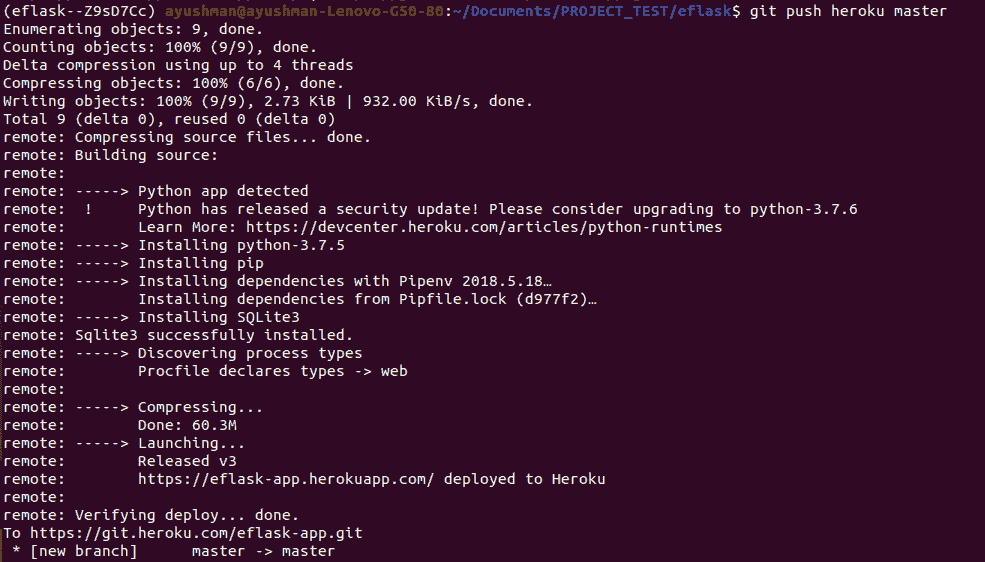 (eflask--Z9sD7Cc) ayushman@ayushman-Lenovo-G50-80:~/Documents/PROJECT_TEST/eflask$ git push heroku master
Enumerating objects: 9, done.
Counting objects: 100% (9/9), done.
Delta compression using up to 4 threads
Compressing objects: 100% (6/6), done.
Writing objects: 100% (9/9), 2.73 KiB | 932.00 KiB/s, done.
Total 9 (delta 0), reused 0 (delta 0)
remote: Compressing source files... done.
remote: Building source:
remote:
remote: -----> Python app detected
remote:  !     Python has released a security update! Please consider upgrading to python-3.7.6
remote:        Learn More: https://devcenter.heroku.com/articles/python-runtimes
remote: -----> Installing python-3.7.5
remote: -----> Installing pip
remote: -----> Installing dependencies with Pipenv 2018.5.18…
remote:        Installing dependencies from Pipfile.lock (d977f2)…
remote: -----> Installing SQLite3
remote: Sqlite3 successfully installed.
remote: -----> Discovering process types
remote:        Procfile declares types -> web
remote:
remote: -----> Compressing...
remote:        Done: 60.3M
remote: -----> Launching...
remote:        Released v3
remote:        https://eflask-app.herokuapp.com/ deployed to Heroku
remote:
remote: Verifying deploy... done.
To https://git.heroku.com/eflask-app.git
 * [new branch]      master -> master